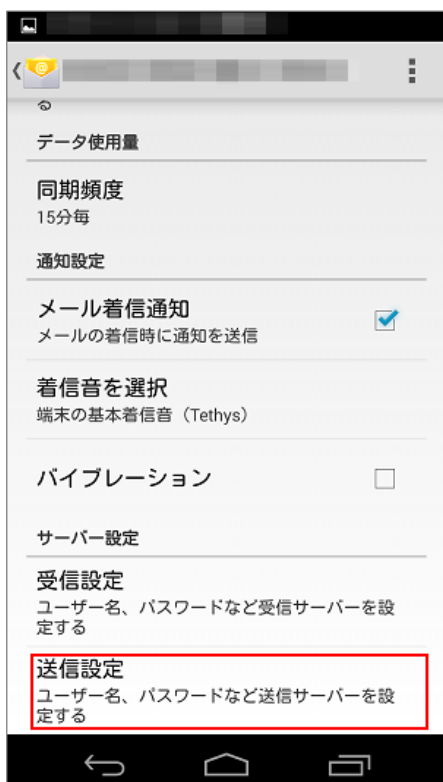 データ使用量
同期頻度
15分毎
通知設定
メール着信通知
メールの着信時に通知を送信
着信音を選択
端末の基本着信音（Tethys）
バイブレーション
サーバー設定
受信設定
ユーザー名、パスワードなど受信サーバーを設
定する
送信設定
ユーザー名、パスワードなど送信サーバーを設
定する